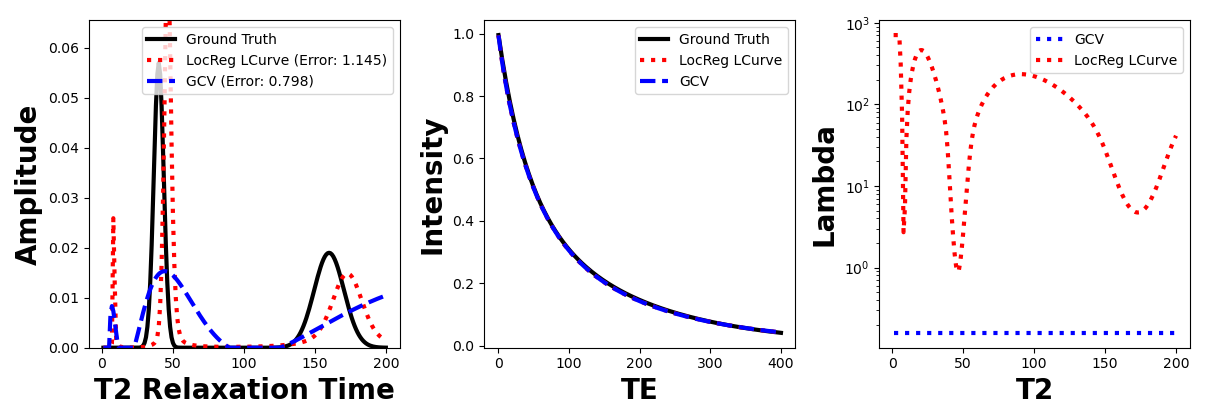 Amplitude
0.06
0.05
0.04
0.03
0.02
0.01
0.00
0 50 100 150 200
T2 Relaxation Time
Ground Truth
LocReg LCurve (Error: 1.145)
GCV (Error: 0.798)
Intensity
1.0
0.8
0.6
0.4
0.2
0.0
0 100 200 300 400
TE
Ground Truth
LocReg LCurve
GCV
Lambda
10³
10²
10¹
10⁰
0 50 100 150 200
T2
GCV
LocReg LCurve